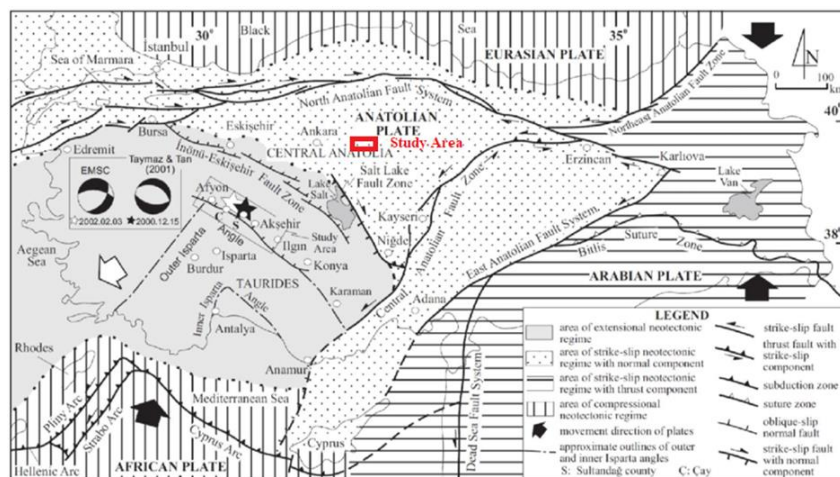 30°
35°
Black
Sea
EURASIAN PLATE
N
0 100
km
40°
38°
İstanbul
Sea of Marmara
North Anatolian Fault System
Northeast Anatolian Fault Zone
ANATOLIAN
PLATE
Study Area
Bursa
Eskişehir
Ankara
CENTRAL ANATOLIA
Edremit
İnönü-Eskişehir Fault Zone
Erzincan
Karlıova
Lake
Van
EMSC
Taymaz & Tan
(2001)
2002.02.03
2000.12.15
Salt Lake
Fault Zone
Lake
Salt
Afyon
C
S
Akşehir
Study
Area
Ilgın
Konya
Kayseri
Niğde
Central Anatolian Fault Zone
East Anatolian Fault System
Bitlis Suture Zone
ARABIAN PLATE
Aegean
Sea
Outer Isparta
Angle
Isparta
Burdur
TAURIDES
Karaman
Adana
Inner Isparta
Angle
Antalya
Anamur
Rhodes
Mediterranean Sea
Pliny Arc
Strabo Arc
Cyprus Arc
Cyprus
Hellenic Arc
AFRICAN PLATE
Dead Sea Fault System
LEGEND
area of extensional neotectonic
regime
area of strike-slip neotectonic
regime with normal component
area of strike-slip neotectonic
regime with thrust component
area of compressional
neotectonic regime
movement direction of plates
approximate outlines of outer
and inner Isparta angles
S: Sultandağ county C: Çay
strike-slip fault
thrust fault with
strike-slip
component
subduction zone
suture zone
oblique-slip
normal fault
strike-slip fault
with normal
component